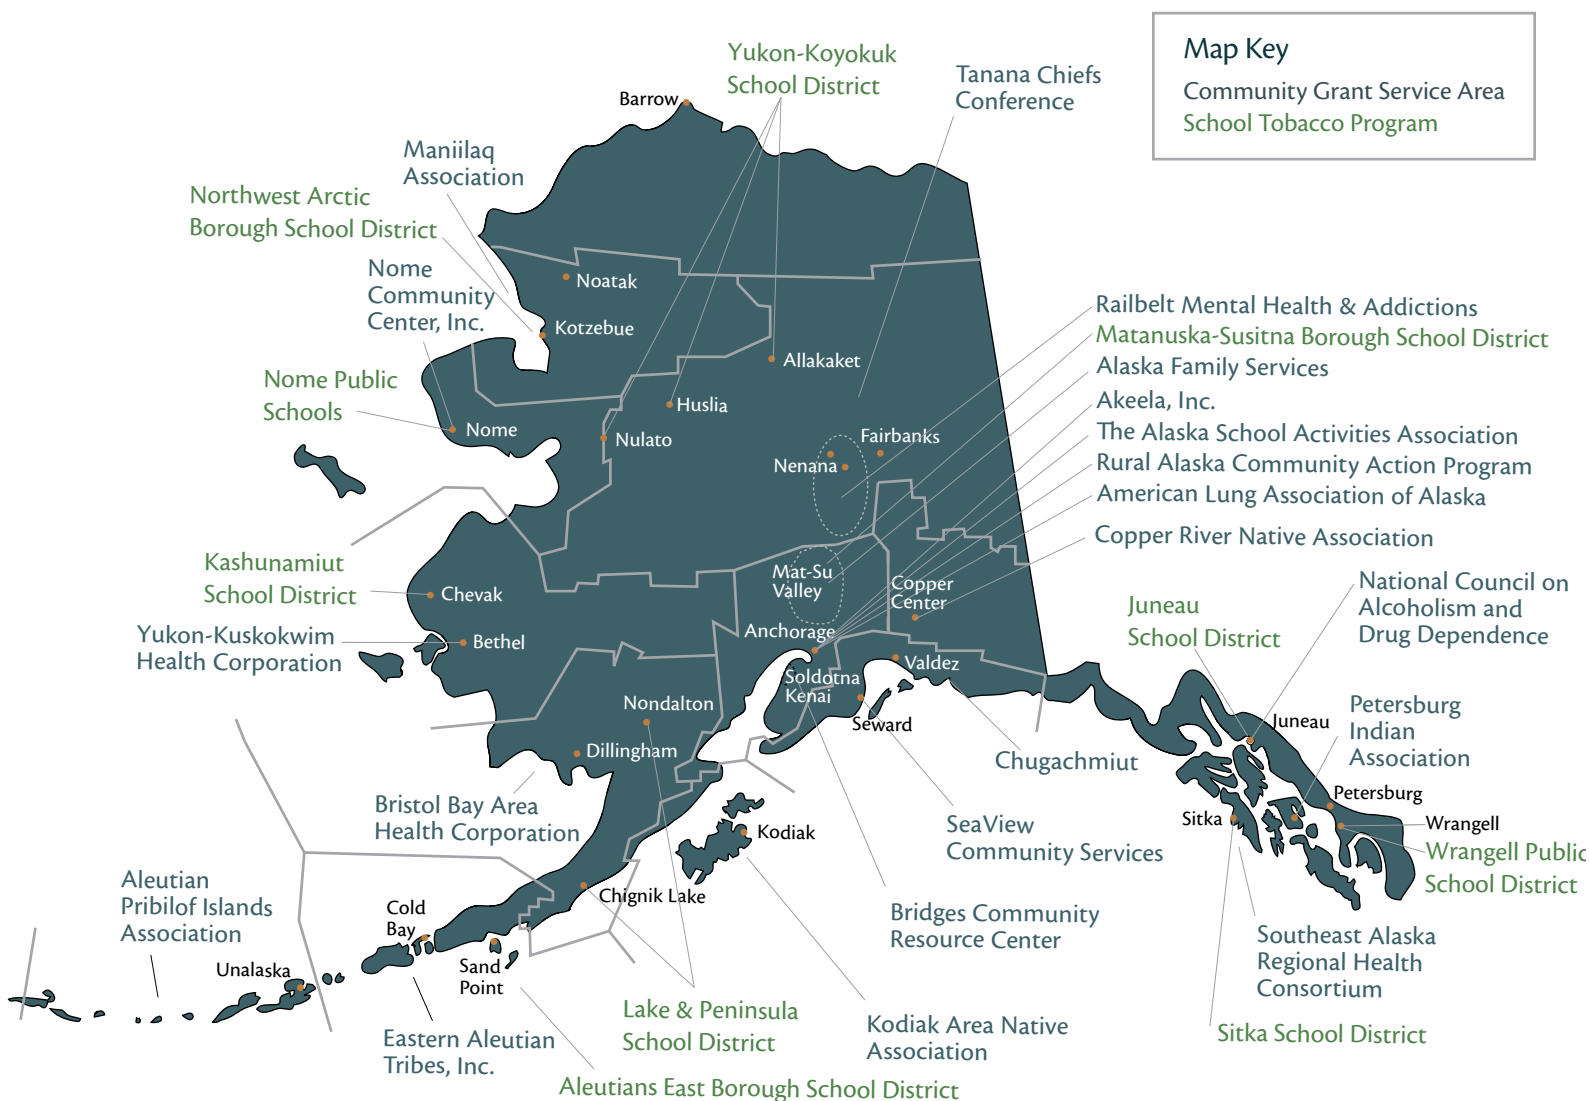 Map Key
Community Grant Service Area
School Tobacco Program
Yukon-Koyokuk
School District
Tanana Chiefs
Conference
Barrow
Maniilaq
Association
Northwest Arctic
Borough School District
Nome
Community
Center, Inc.
Noatak
Kotzebue
Nome Public
Schools
Nome
Allakaket
Huslia
Nulato
Fairbanks
Nenana
Railbelt Mental Health & Addictions
Matanuska-Susitna Borough School District
Alaska Family Services
Akeela, Inc.
The Alaska School Activities Association
Rural Alaska Community Action Program
American Lung Association of Alaska
Copper River Native Association
Kashunamiut
School District
Chevak
Yukon-Kuskokwim
Health Corporation
Bethel
Mat-Su
Valley
Copper
Center
Anchorage
Soldotna
Kenai
Valdez
Seward
Nondalton
Dillingham
Bristol Bay Area
Health Corporation
Kodiak
Chignik Lake
Chugachmiut
SeaView
Community Services
Bridges Community
Resource Center
Kodiak Area Native
Association
Lake & Peninsula
School District
Aleutians East Borough School District
Aleutian
Pribilof Islands
Association
Unalaska
Cold
Bay
Sand
Point
Eastern Aleutian
Tribes, Inc.
Juneau
School District
National Council on
Alcoholism and
Drug Dependence
Juneau
Petersburg
Indian
Association
Petersburg
Sitka
Wrangell
Wrangell Public
School District
Southeast Alaska
Regional Health
Consortium
Sitka School District